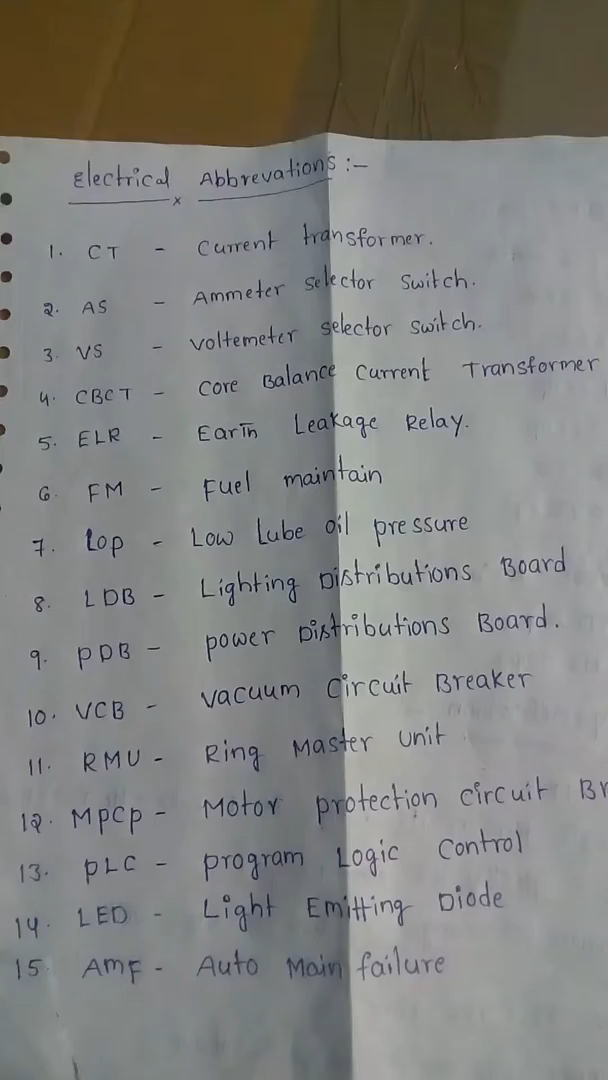 Electrical Abbrevations :-
1. CT - Current transformer.
2. AS - Ammeter selector switch.
3. VS - Voltemeter selector switch.
4. CBCT - Core Balance Current Transformer
5. ELR - Earth Leakage Relay.
6. FM - Fuel maintain
7. Lop - Low Lube oil pressure
8. LDB - Lighting Distributions Board
9. PDB - power Distributions Board.
10. VCB - Vacuum Circuit Breaker
11. RMU - Ring Master Unit
12. MPCP - Motor protection circuit Br
13. PLC - program Logic Control
14. LED - Light Emitting Diode
15. AMF - Auto Main failure